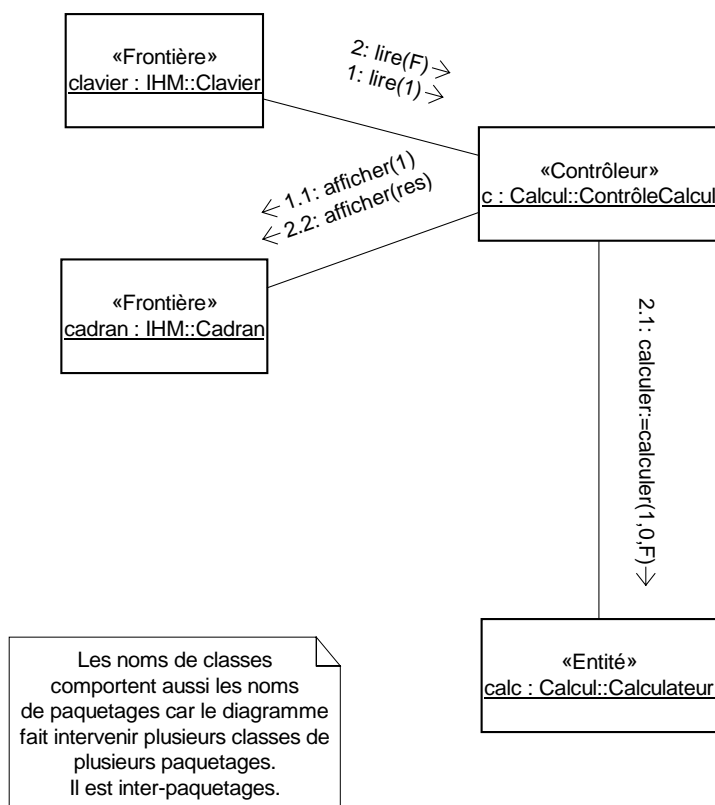 «Frontière»
clavier : IHM::Clavier
2: lire(F)
1: lire(1)
«Contrôleur»
c : Calcul::ContrôleCalcul
1.1: afficher(1)
2.2: afficher(res)
«Frontière»
cadran : IHM::Cadran
2.1: calculer:=calculer(1,0,F)
«Entité»
calc : Calcul::Calculateur
Les noms de classes
comportent aussi les noms
de paquetages car le diagramme
fait intervenir plusieurs classes de
plusieurs paquetages.
Il est inter-paquetages.